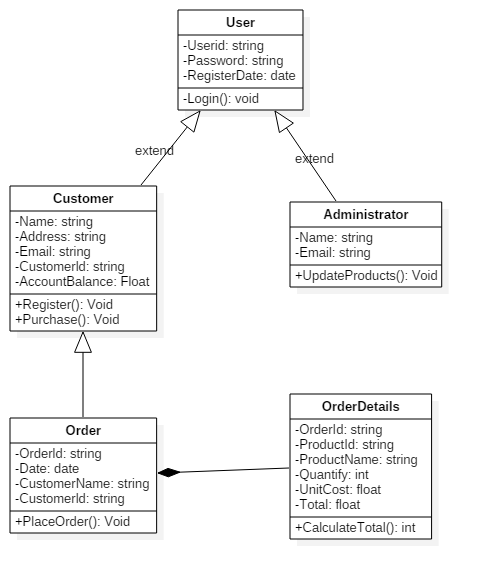 User
-Userid: string
-Password: string
-RegisterDate: date
-Login(): void
extend
extend
Customer
-Name: string
-Address: string
-Email: string
-CustomerId: string
-AccountBalance: Float
+Register(): Void
+Purchase(): Void
Administrator
-Name: string
-Email: string
+UpdateProducts(): Void
Order
-OrderId: string
-Date: date
-CustomerName: string
-CustomerId: string
+PlaceOrder(): Void
OrderDetails
-OrderId: string
-ProductId: string
-ProductName: string
-Quantify: int
-UnitCost: float
-Total: float
+CalculateTotal(): int